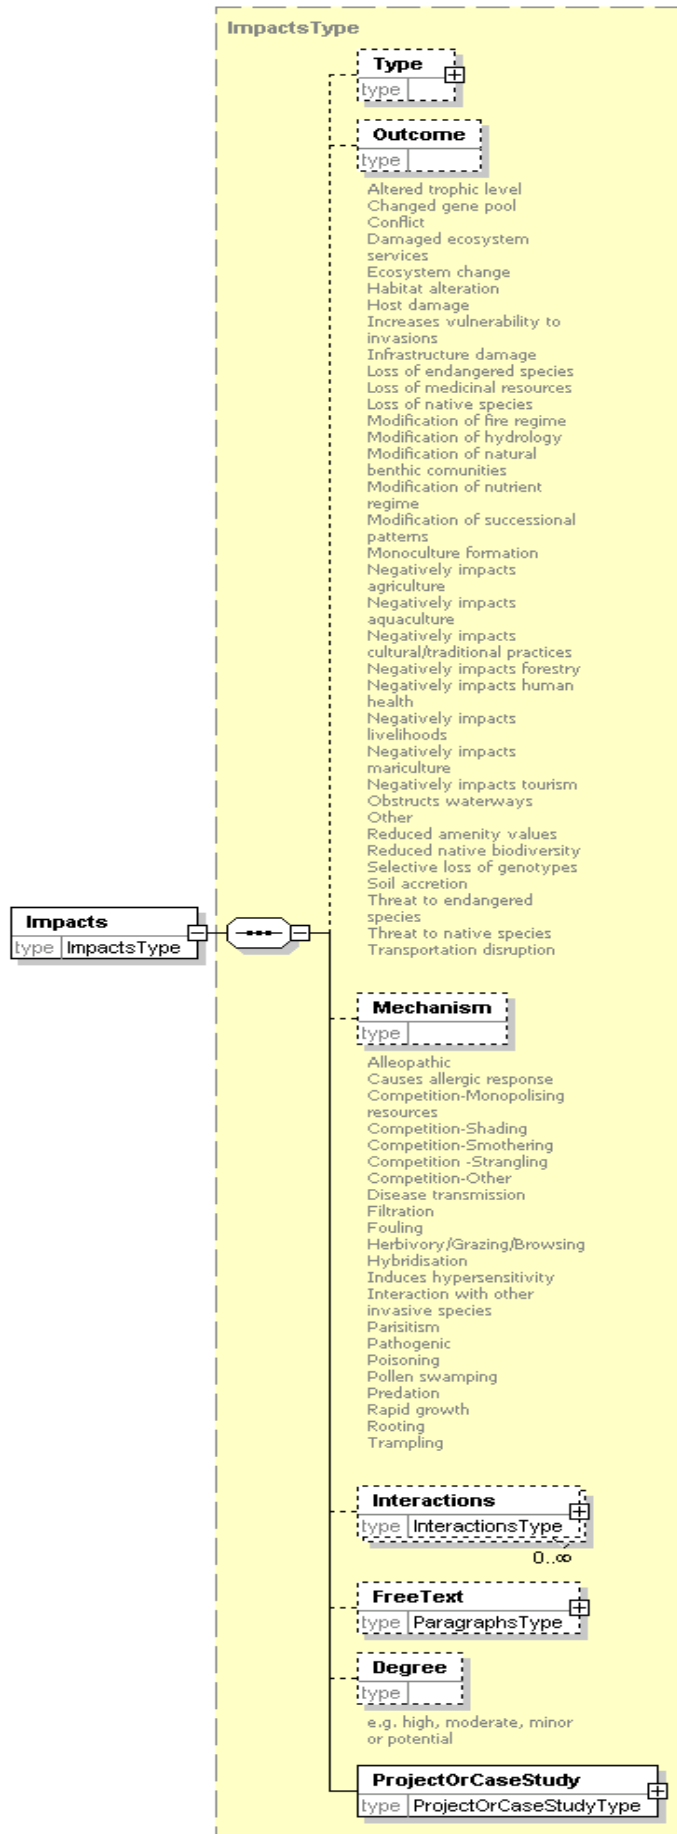 ImpactsType
Type
type
Outcome
type
Altered trophic level
Changed gene pool
Conflict
Damaged ecosystem
services
Ecosystem change
Habitat alteration
Host damage
Increases vulnerability to
invasions
Infrastructure damage
Loss of endangered species
Loss of medicinal resources
Loss of native species
Modification of fire regime
Modification of hydrology
Modification of natural
benthic comunities
Modification of nutrient
regime
Modification of successional
patterns
Monoculture formation
Negatively impacts
agriculture
Negatively impacts
aquaculture
Negatively impacts
cultural/traditional practices
Negatively impacts forestry
Negatively impacts human
health
Negatively impacts
livelihoods
Negatively impacts
mariculture
Negatively impacts tourism
Obstructs waterways
Other
Reduced amenity values
Reduced native biodiversity
Selective loss of genotypes
Soil accretion
Threat to endangered
species
Threat to native species
Transportation disruption
Impacts
type ImpactsType
Mechanism
type
Alleopathic
Causes allergic response
Competition-Monopolising
resources
Competition-Shading
Competition-Smothering
Competition -Strangling
Competition-Other
Disease transmission
Filtration
Fouling
Herbivory/Grazing/Browsing
Hybridisation
Induces hypersensitivity
Interaction with other
invasive species
Parisitism
Pathogenic
Poisoning
Pollen swamping
Predation
Rapid growth
Rooting
Trampling
Interactions
type InteractionsType
0..∞
FreeText
type ParagraphsType
Degree
type
e.g. high, moderate, minor
or potential
ProjectOrCaseStudy
type ProjectOrCaseStudyType